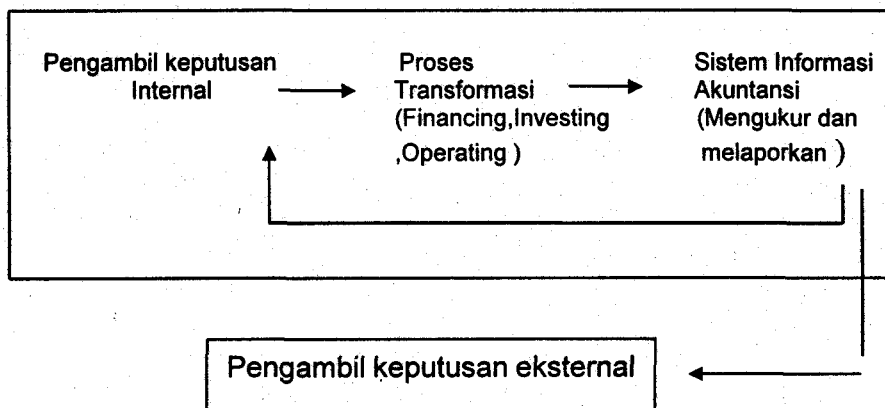 Pengambil keputusan
Internal
Proses
Transformasi
(Financing,Investing
,Operating )
Sistem Informasi
Akuntansi
(Mengukur dan
melaporkan )
Pengambil keputusan eksternal